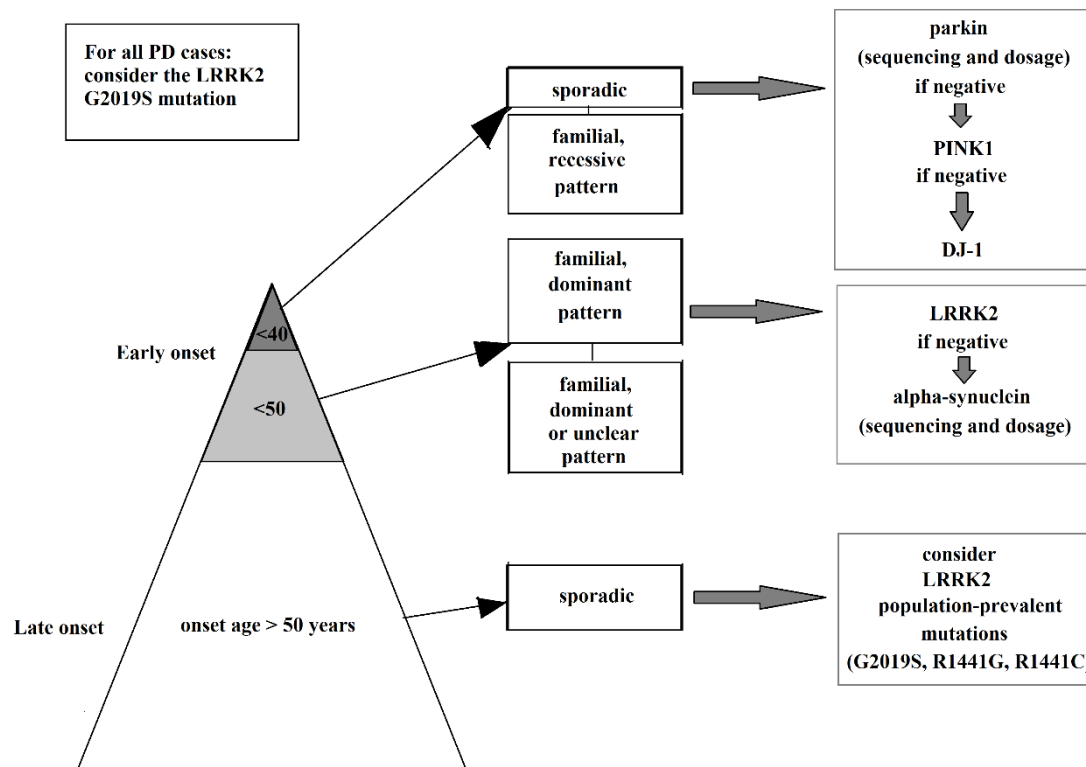 For all PD cases:
consider the LRRK2
G2019S mutation
sporadic
familial,
recessive
pattern
parkin
(sequencing and dosage)
if negative
PINK1
if negative
DJ-1
Early onset
<40
<50
familial,
dominant
pattern
familial,
dominant
or unclear
pattern
LRRK2
if negative
alpha-synuclein
(sequencing and dosage)
Late onset
onset age > 50 years
sporadic
consider
LRRK2
population-prevalent
mutations
(G2019S, R1441G, R1441C